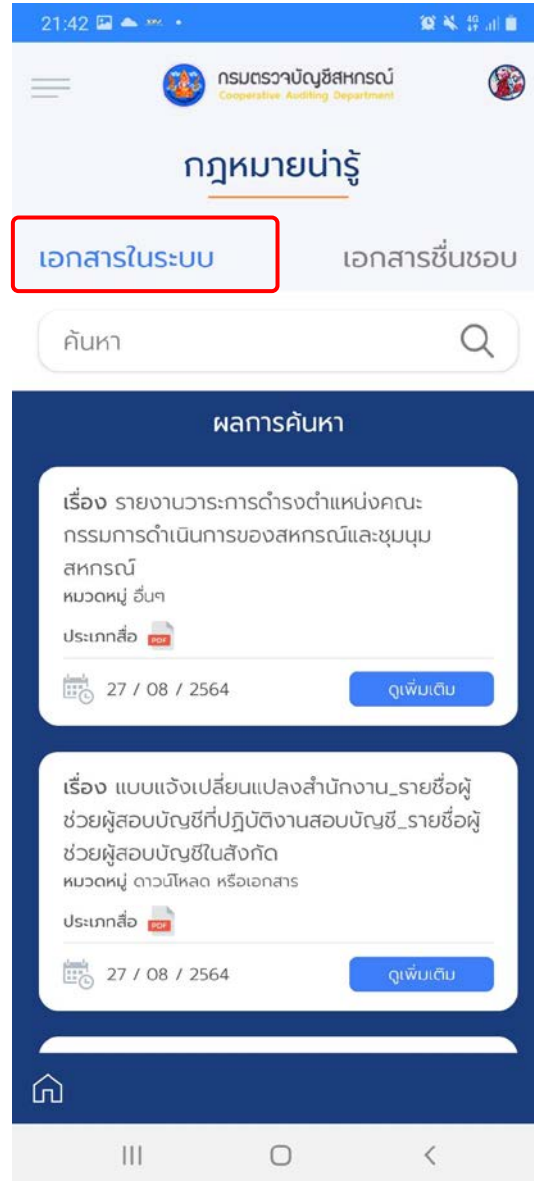 21:42
กรมตรวจบัญชีสหกรณ์
Cooperative Auditing Department
กฎหมายน่ารู้
เอกสารในระบบ
เอกสารชื่นชอบ
ค้นหา
ผลการค้นหา
เรื่อง รายงานวาระการดำรงตำแหน่งคณะ
กรรมการดำเนินการของสหกรณ์และชุมนุม
สหกรณ์
หมวดหมู่ อื่นๆ
ประเภทสื่อ PDF
27 / 08 / 2564
ดูเพิ่มเติม
เรื่อง แบบแจ้งเปลี่ยนแปลงสำนักงาน_รายชื่อผู้
ช่วยผู้สอบบัญชีที่ปฏิบัติงานสอบบัญชี_รายชื่อผู้
ช่วยผู้สอบบัญชีในสังกัด
หมวดหมู่ ดาวน์โหลด หรือเอกสาร
ประเภทสื่อ PDF
27 / 08 / 2564
ดูเพิ่มเติม